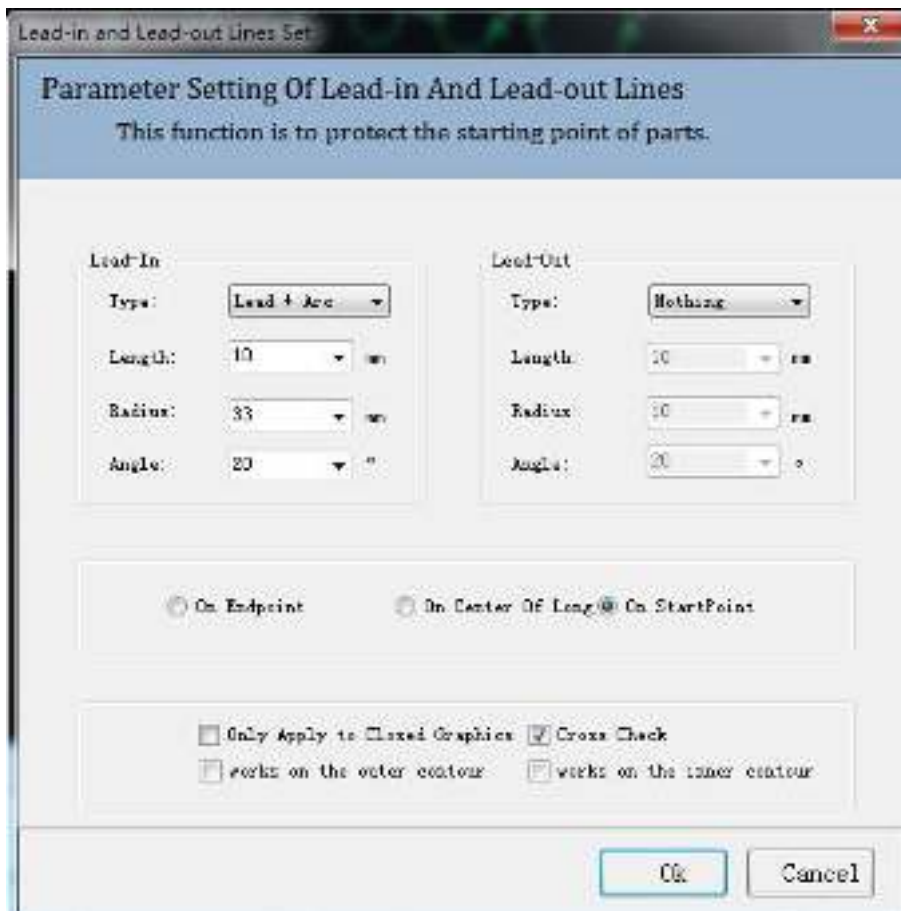 Lead-in and Lead-out Lines Set
Parameter Setting Of Lead-in And Lead-out Lines
This function is to protect the starting point of parts.
Lead-In
Type: Lead + Arc
Length: 10 mm
Radius: 33 mm
Angle: 20 °
Lead-Out
Type: Nothing
Length: 10 mm
Radius 10 mm
Angle: 20 °
On Endpoint On Center Of Long On StartPoint
Only Apply to Closed Graphics Cross Check
works on the outer contour works on the inner contour
Ok Cancel